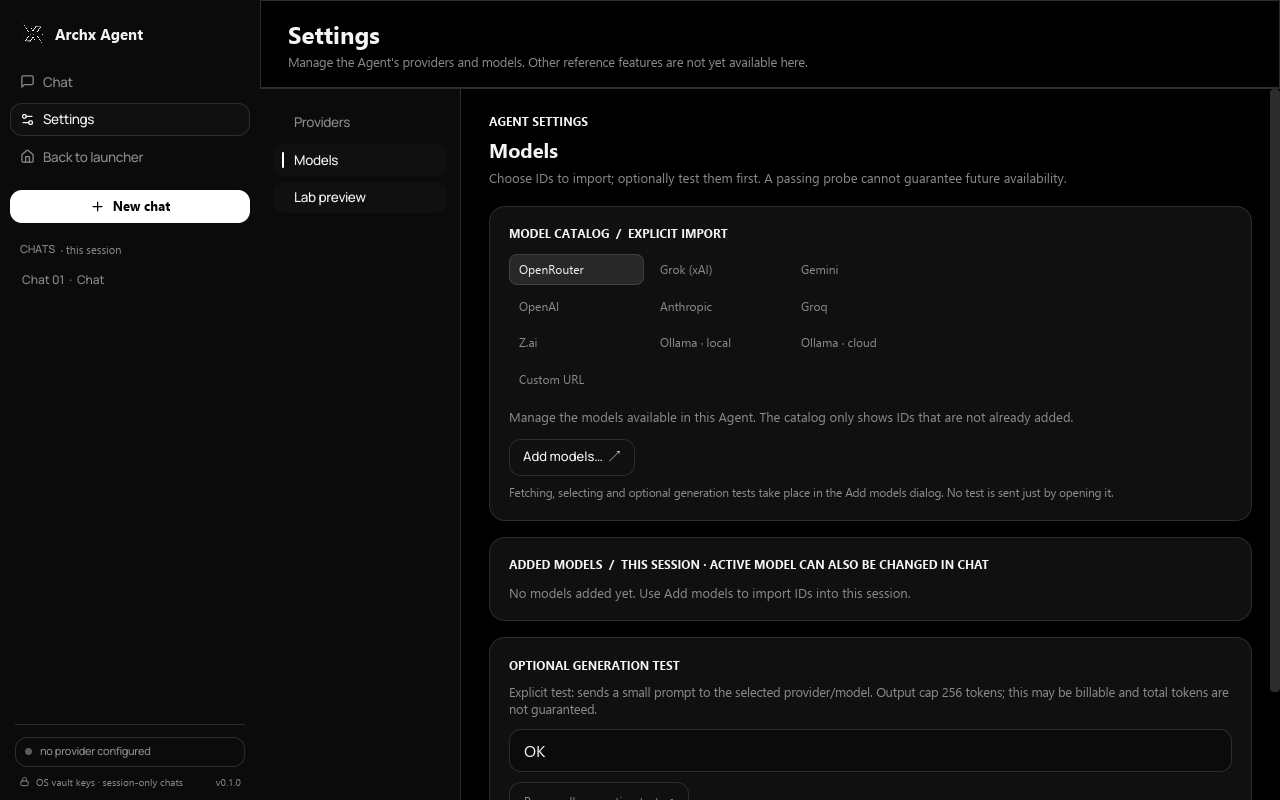 Archx Agent
Chat
Settings
Back to launcher
New chat
CHATS · this session
Chat 01 · Chat
no provider configured
OS vault keys · session-only chats v0.1.0
Settings
Manage the Agent's providers and models. Other reference features are not yet available here.
Providers
Models
Lab preview
AGENT SETTINGS
Models
Choose IDs to import; optionally test them first. A passing probe cannot guarantee future availability.
MODEL CATALOG / EXPLICIT IMPORT
OpenRouter Grok (xAI) Gemini
OpenAI Anthropic Groq
Z.ai Ollama · local Ollama · cloud
Custom URL
Manage the models available in this Agent. The catalog only shows IDs that are not already added.
Add models... ↗
Fetching, selecting and optional generation tests take place in the Add models dialog. No test is sent just by opening it.
ADDED MODELS / THIS SESSION · ACTIVE MODEL CAN ALSO BE CHANGED IN CHAT
No models added yet. Use Add models to import IDs into this session.
OPTIONAL GENERATION TEST
Explicit test: sends a small prompt to the selected provider/model. Output cap 256 tokens; this may be billable and total tokens are
not guaranteed.
OK